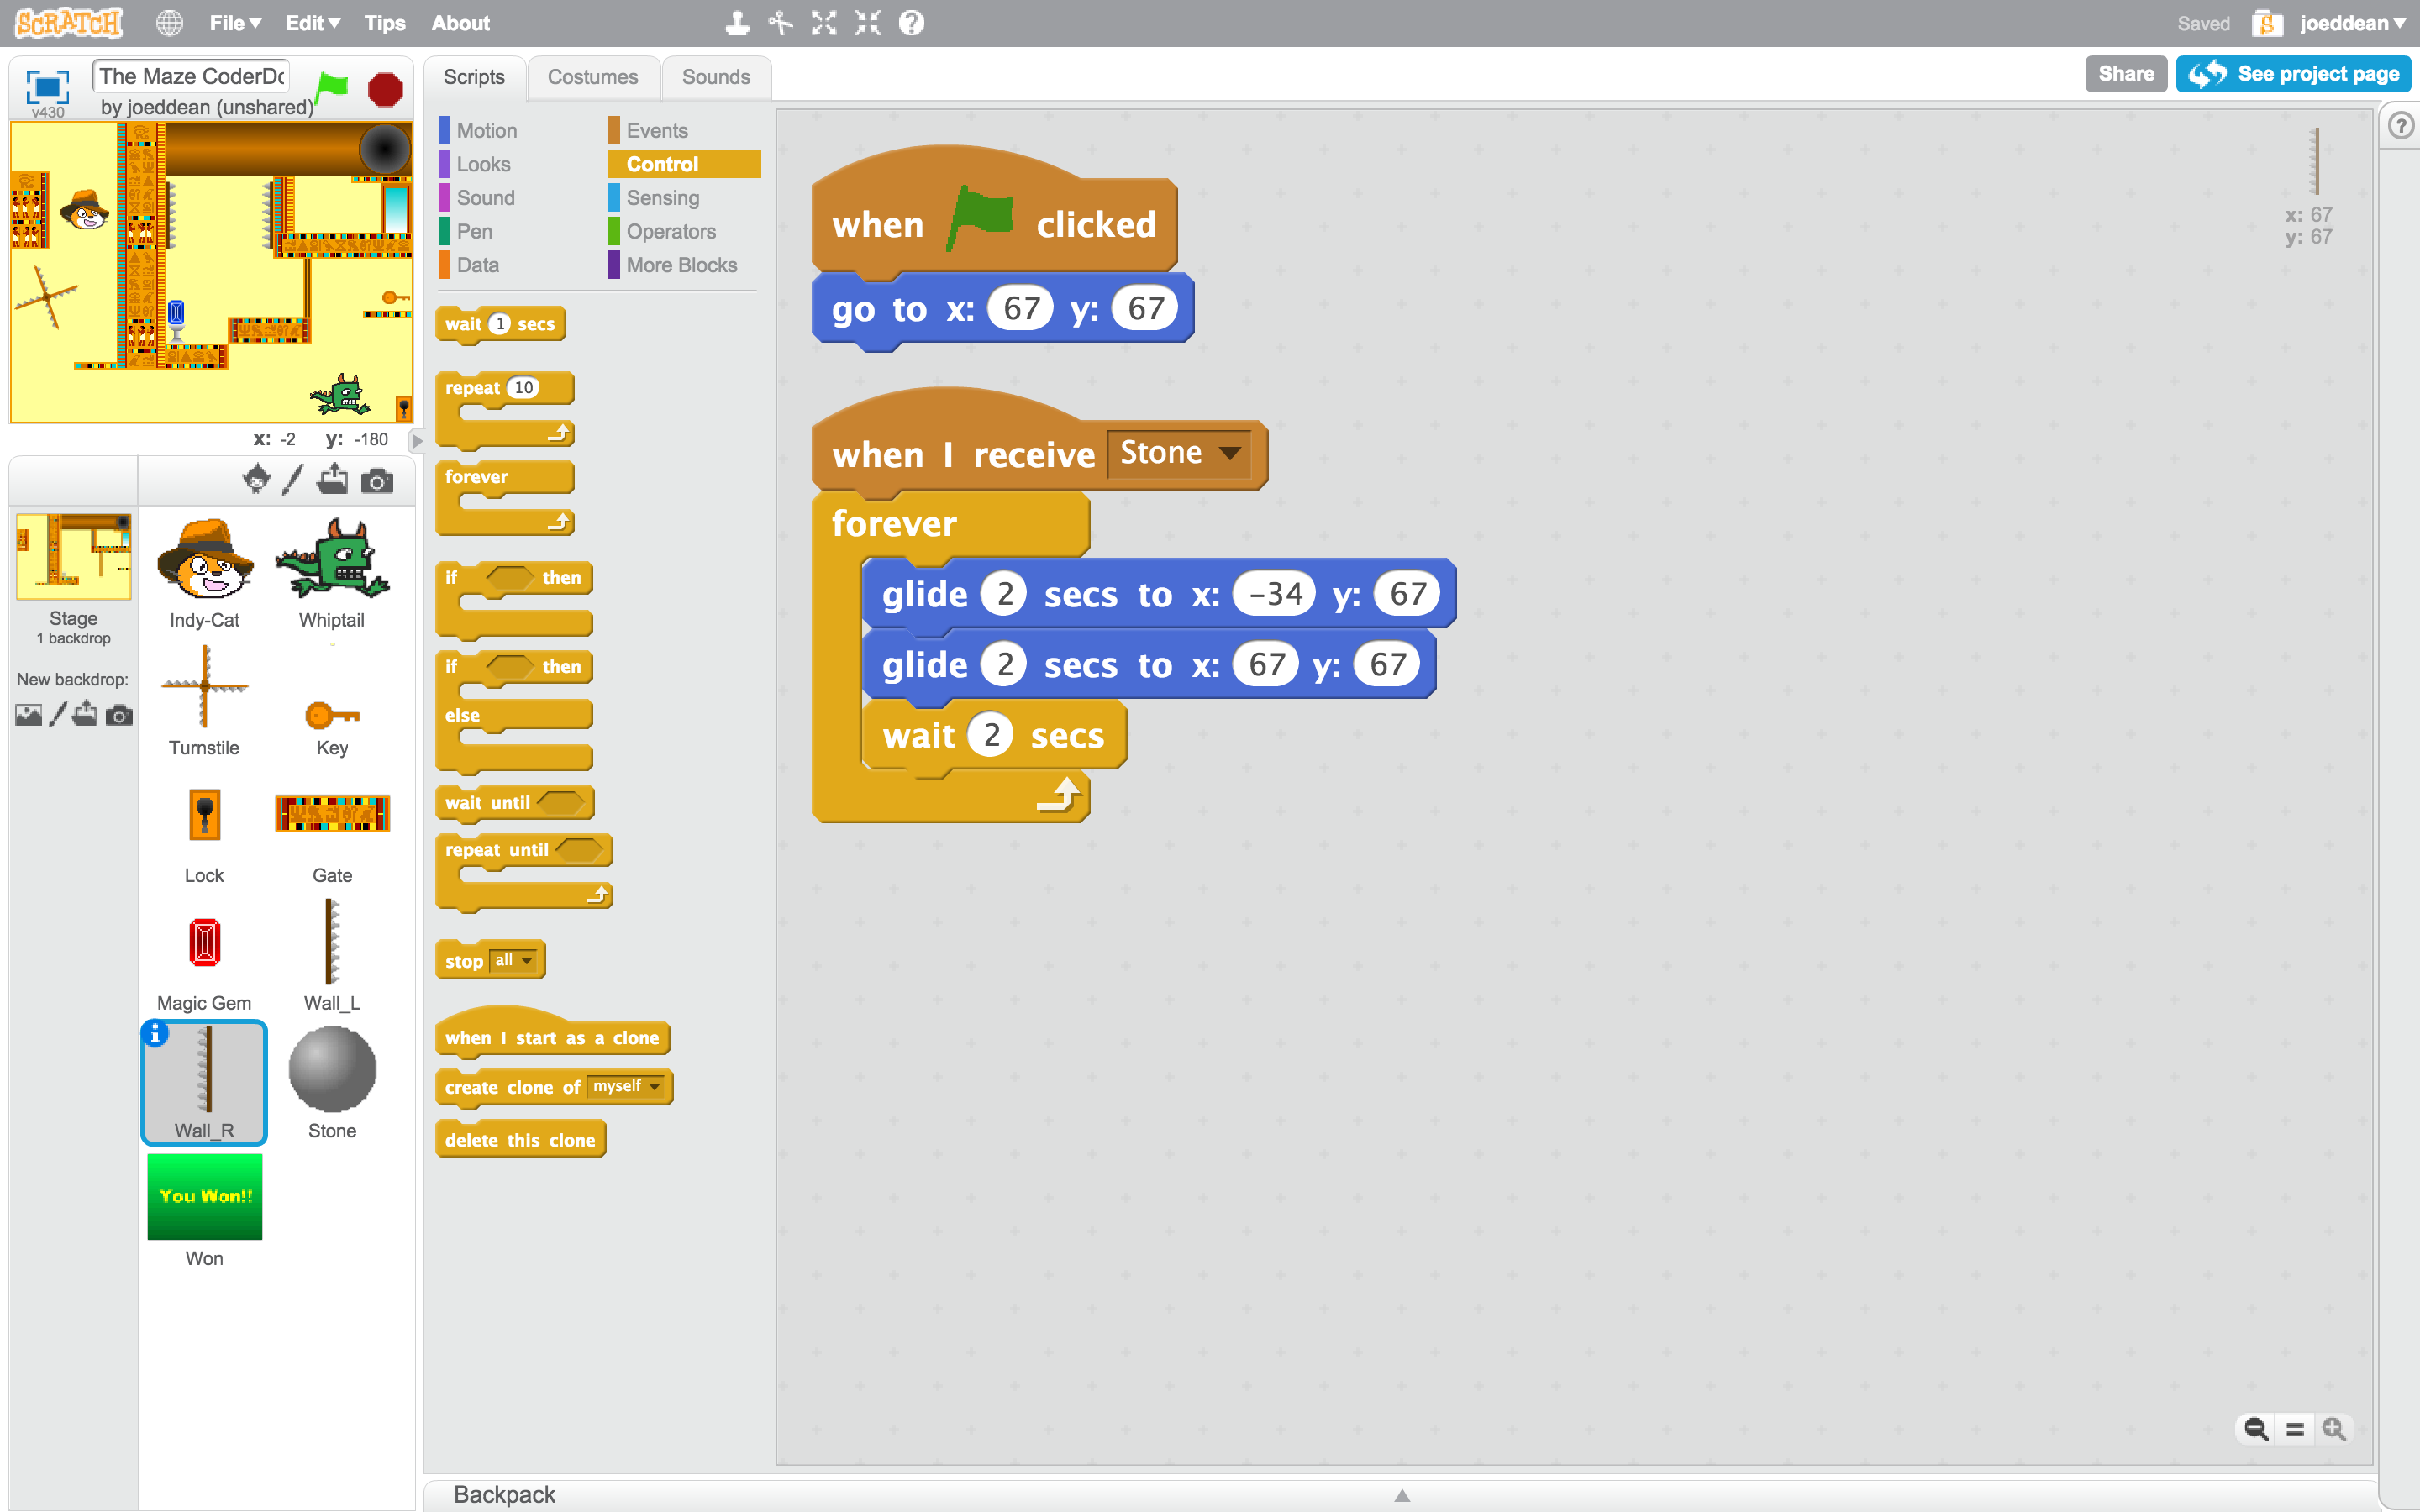 SCRATCH File Edit Tips About Saved joeddean
Share See project page
v430 The Maze CoderDo
by joeddean (unshared)
x: -2 y: -180
Stage
1 backdrop
New backdrop:
Indy-Cat Whiptail
Turnstile Key
Lock Gate
Magic Gem Wall_L
Wall_R Stone
You Won!!
Won
Scripts Costumes Sounds
Motion Events
Looks Control
Sound Sensing
Pen Operators
Data More Blocks
wait 1 secs
repeat 10
forever
if then
if then
else
wait until
repeat until
stop all
when I start as a clone
create clone of myself
delete this clone
when clicked
go to x: 67 y: 67
when I receive Stone
forever
glide 2 secs to x: -34 y: 67
glide 2 secs to x: 67 y: 67
wait 2 secs
x: 67
y: 67
Backpack